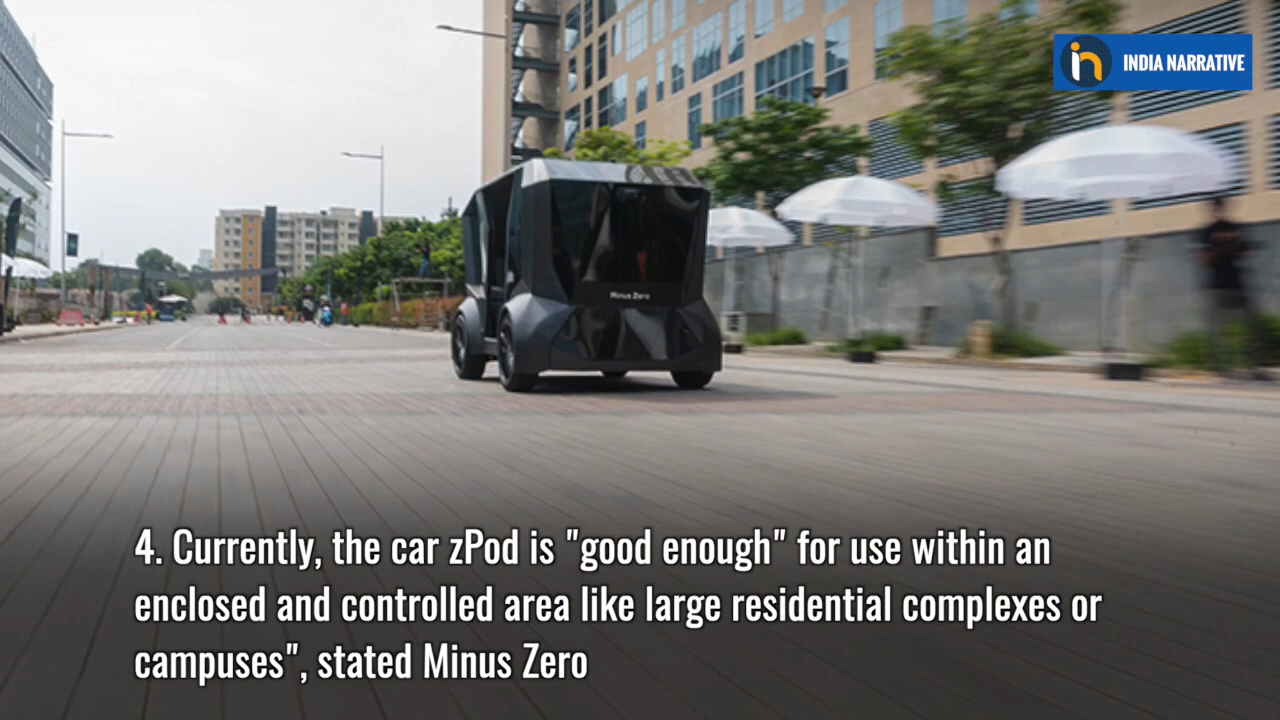 INDIA NARRATIVE
Minus Zero
4. Currently, the car zPod is "good enough" for use within an
enclosed and controlled area like large residential complexes or
campuses", stated Minus Zero